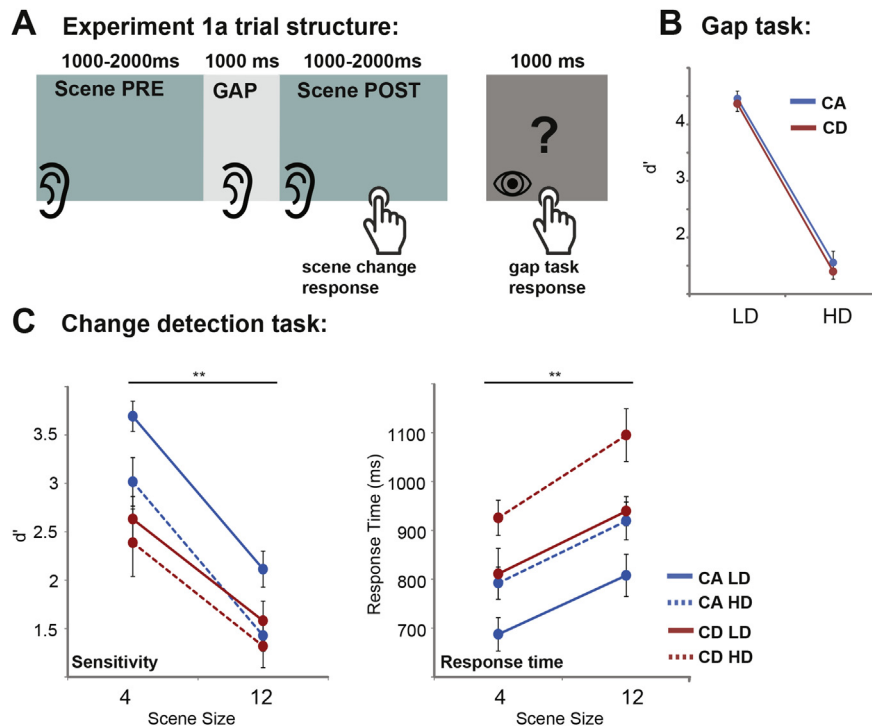 A Experiment 1a trial structure:
1000-2000ms 1000 ms 1000-2000ms 1000 ms
Scene PRE GAP Scene POST
?
scene change
response
gap task
response
B Gap task:
CA
CD
d'
4
3
2
LD HD
C Change detection task:
**
d'
3.5
3
2.5
2
1.5
Sensitivity
4 12
Scene Size
**
Response Time (ms)
1100
1000
900
800
700
Response time
4 12
Scene Size
CA LD
CA HD
CD LD
CD HD